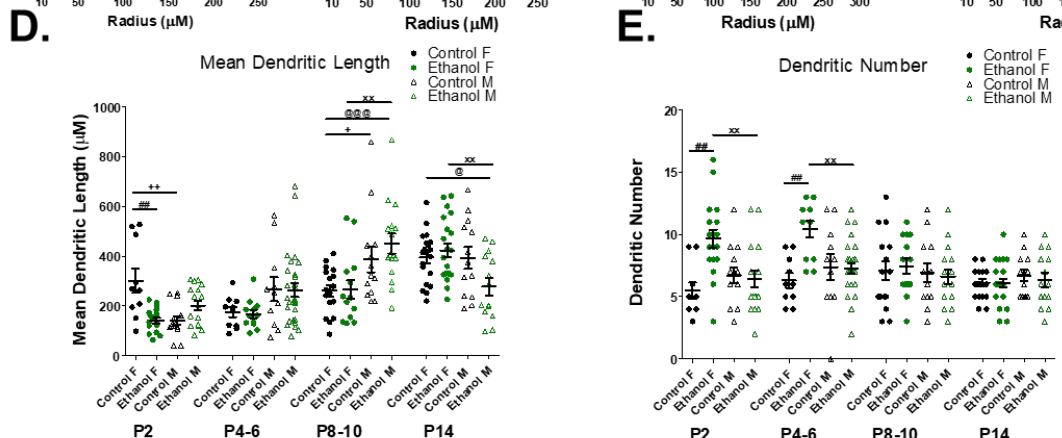 10 50 100 150 200 250
10 50 100 150 200 250
10 50 100 150 200 250 300
10 50 100
Radius (μM)
Radius (μM)
Radius (μM)
Ra
D.
Mean Dendritic Length
Control F
Ethanol F
Control M
Ethanol M
Mean Dendritic Length (μM)
1000
800
600
400
200
0
++
##
xx
@@@
+
xx
@
Control F
Ethanol F
Control M
Ethanol M
Control F
Ethanol F
Control M
Ethanol M
Control F
Ethanol F
Control M
Ethanol M
Control F
Ethanol F
Control M
Ethanol M
P2 P4-6 P8-10 P14
E.
Dendritic Number
Control F
Ethanol F
Control M
Ethanol M
Dendritic Number
20
15
10
5
0
xx
##
xx
##
Control F
Ethanol F
Control M
Ethanol M
Control F
Ethanol F
Control M
Ethanol M
Control F
Ethanol F
Control M
Ethanol M
Control F
Ethanol F
Control M
Ethanol M
P2 P4-6 P8-10 P14